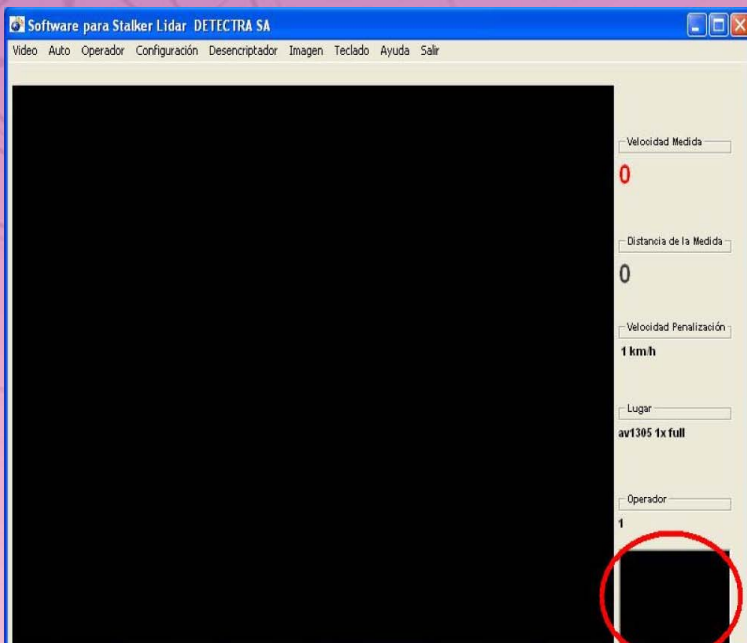 Software para Stalker Lidar DETECTRA SA
Video Auto Operador Configuración Desencriptador Imagen Teclado Ayuda Salir
Velocidad Medida
0
Distancia de la Medida
0
Velocidad Penalización
1 km/h
Lugar
av1305 1x full
Operador
1